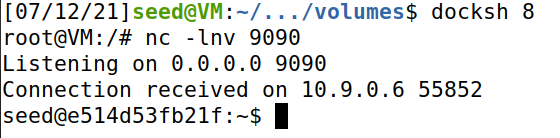 [07/12/21]seed@VM:~/.../volumes$ docksh 8
root@VM:/# nc -lnv 9090
Listening on 0.0.0.0 9090
Connection received on 10.9.0.6 55852
seed@e514d53fb21f:~$